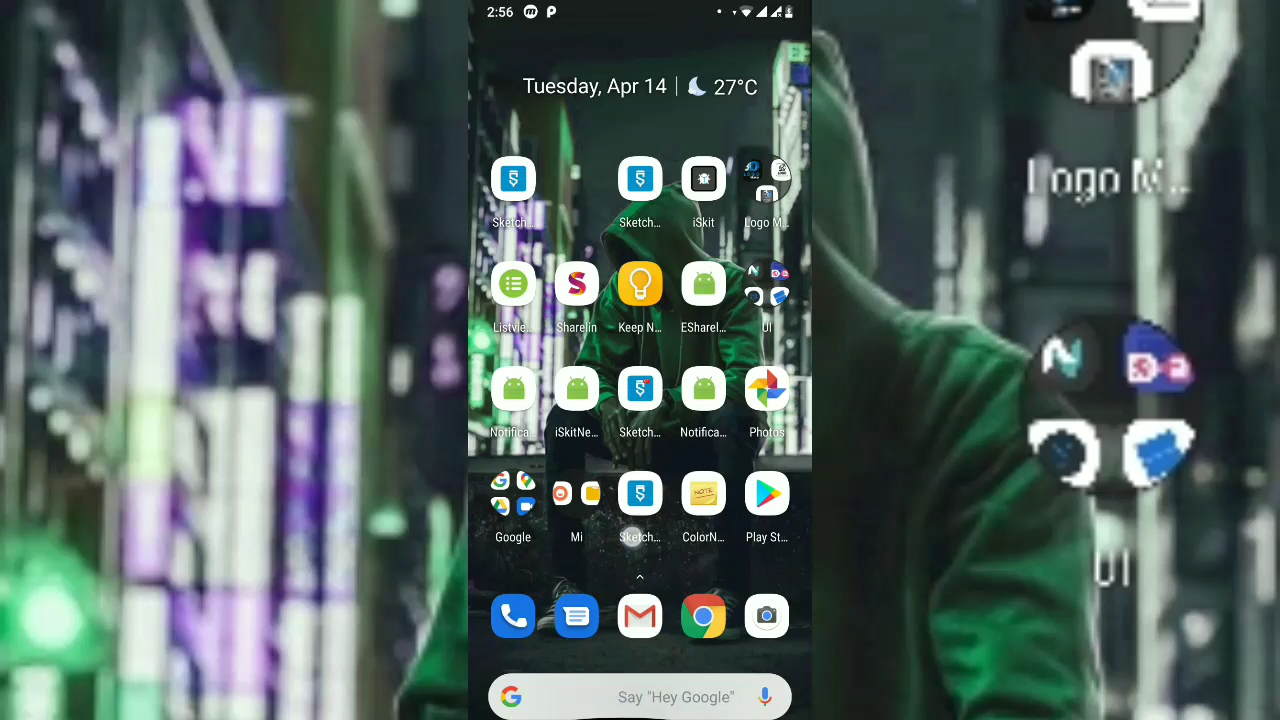 2:56
Tuesday, Apr 14 | 27°C
Sketch... Sketch... iSkit Logo M...
Listvie... Sharelin Keep N... ESharel... UI
Notifica... iSkitNe... Sketch... Notifica... Photos
NOTE
Google Mi Sketch... ColorN... Play St...
Say "Hey Google"
Logo M...
UI